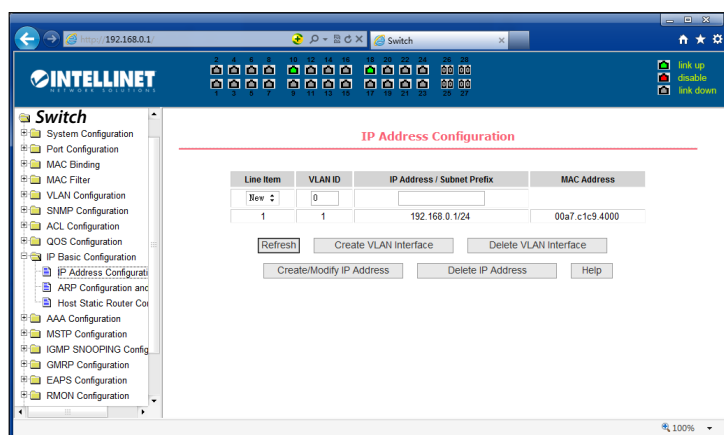 http://192.168.0.1/
Switch
INTELLINET
NETWORK SOLUTIONS
2 4 6 8 10 12 14 16 18 20 22 24 26 28
1 3 5 7 9 11 13 15 17 19 21 23 25 27
link up
disable
link down
Switch
System Configuration
Port Configuration
MAC Binding
MAC Filter
VLAN Configuration
SNMP Configuration
ACL Configuration
QOS Configuration
IP Basic Configuration
IP Address Configurati
ARP Configuration and
Host Static Router Co
AAA Configuration
MSTP Configuration
IGMP SNOOPING Config
GMRP Configuration
EAPS Configuration
RMON Configuration
IP Address Configuration
Line Item VLAN ID IP Address / Subnet Prefix MAC Address
New 0
1 1 192.168.0.1/24 00a7.c1c9.4000
Refresh Create VLAN Interface Delete VLAN Interface
Create/Modify IP Address Delete IP Address Help
100%